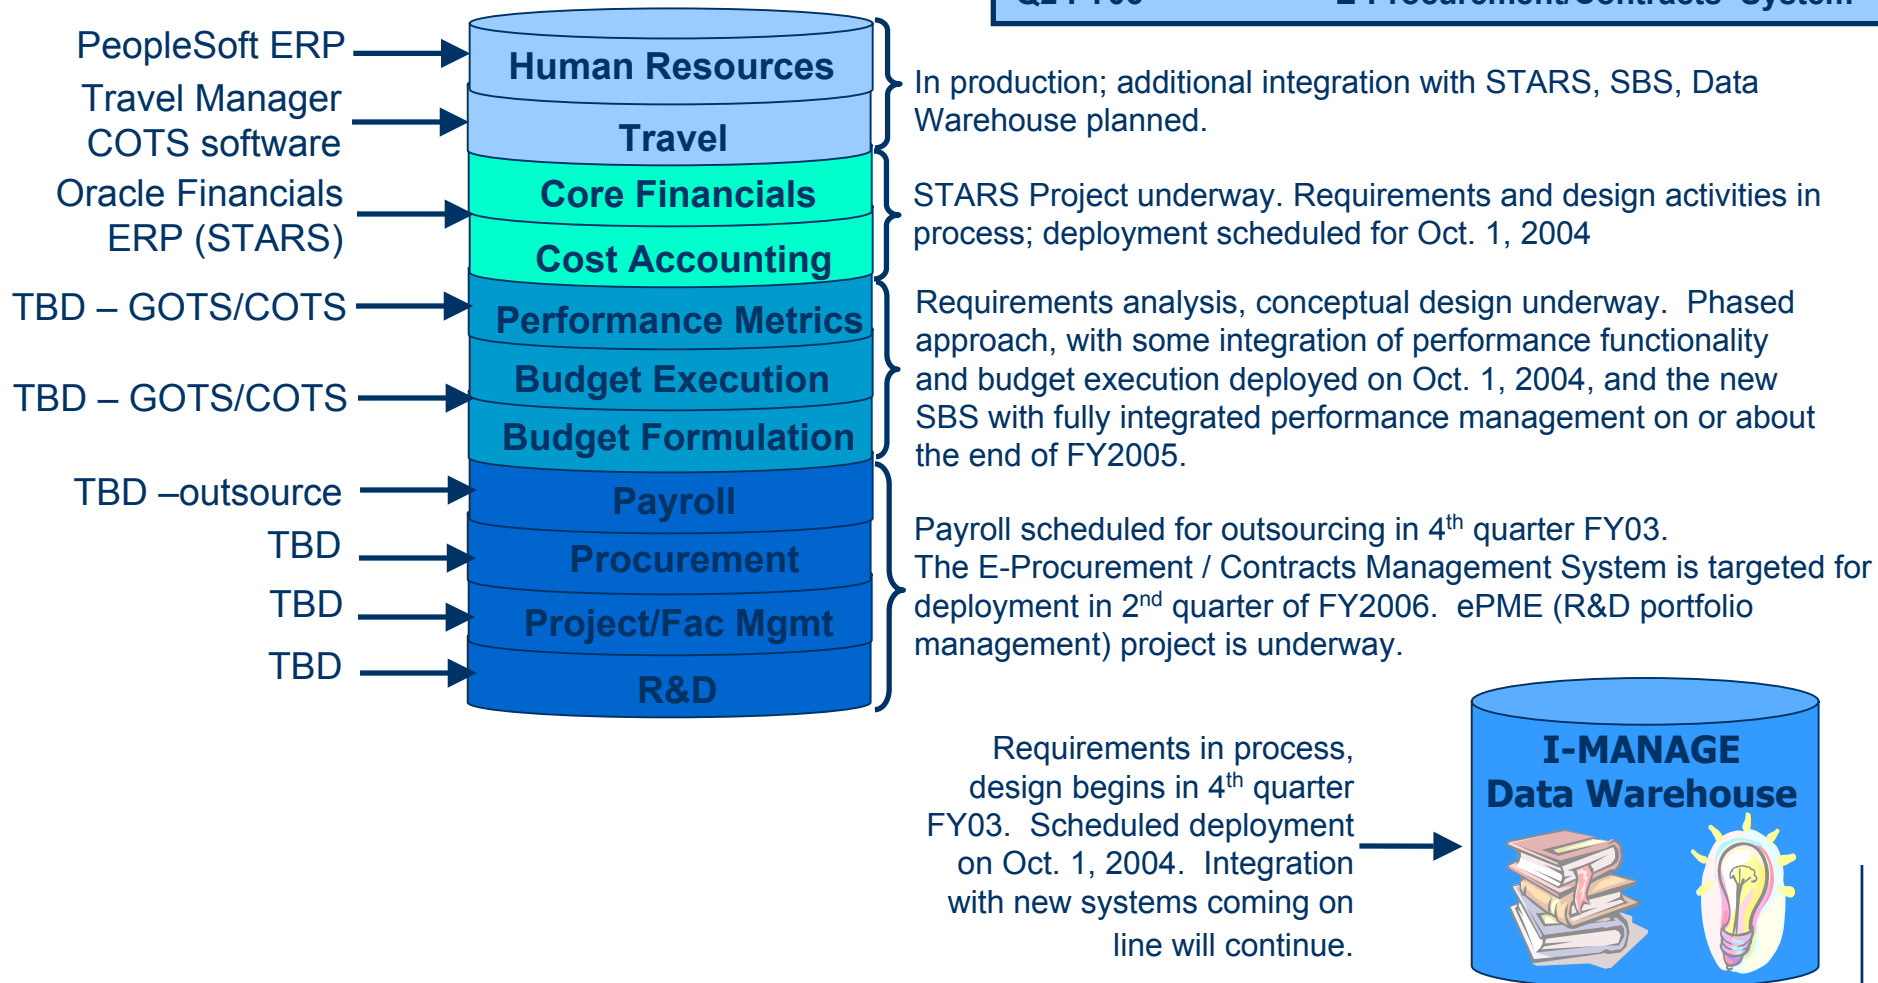 E-Procurement/Contracts System
PeopleSoft ERP
Travel Manager
COTS software
Oracle Financials
ERP (STARS)
TBD – GOTS/COTS
TBD – GOTS/COTS
TBD –outsource
TBD
TBD
TBD
Human Resources
Travel
Core Financials
Cost Accounting
Performance Metrics
Budget Execution
Budget Formulation
Payroll
Procurement
Project/Fac Mgmt
R&D
In production; additional integration with STARS, SBS, Data
Warehouse planned.
STARS Project underway. Requirements and design activities in
process; deployment scheduled for Oct. 1, 2004
Requirements analysis, conceptual design underway. Phased
approach, with some integration of performance functionality
and budget execution deployed on Oct. 1, 2004, and the new
SBS with fully integrated performance management on or about
the end of FY2005.
Payroll scheduled for outsourcing in 4th quarter FY03.
The E-Procurement / Contracts Management System is targeted for
deployment in 2nd quarter of FY2006. ePME (R&D portfolio
management) project is underway.
Requirements in process,
design begins in 4th quarter
FY03. Scheduled deployment
on Oct. 1, 2004. Integration
with new systems coming on
line will continue.
I-MANAGE
Data Warehouse